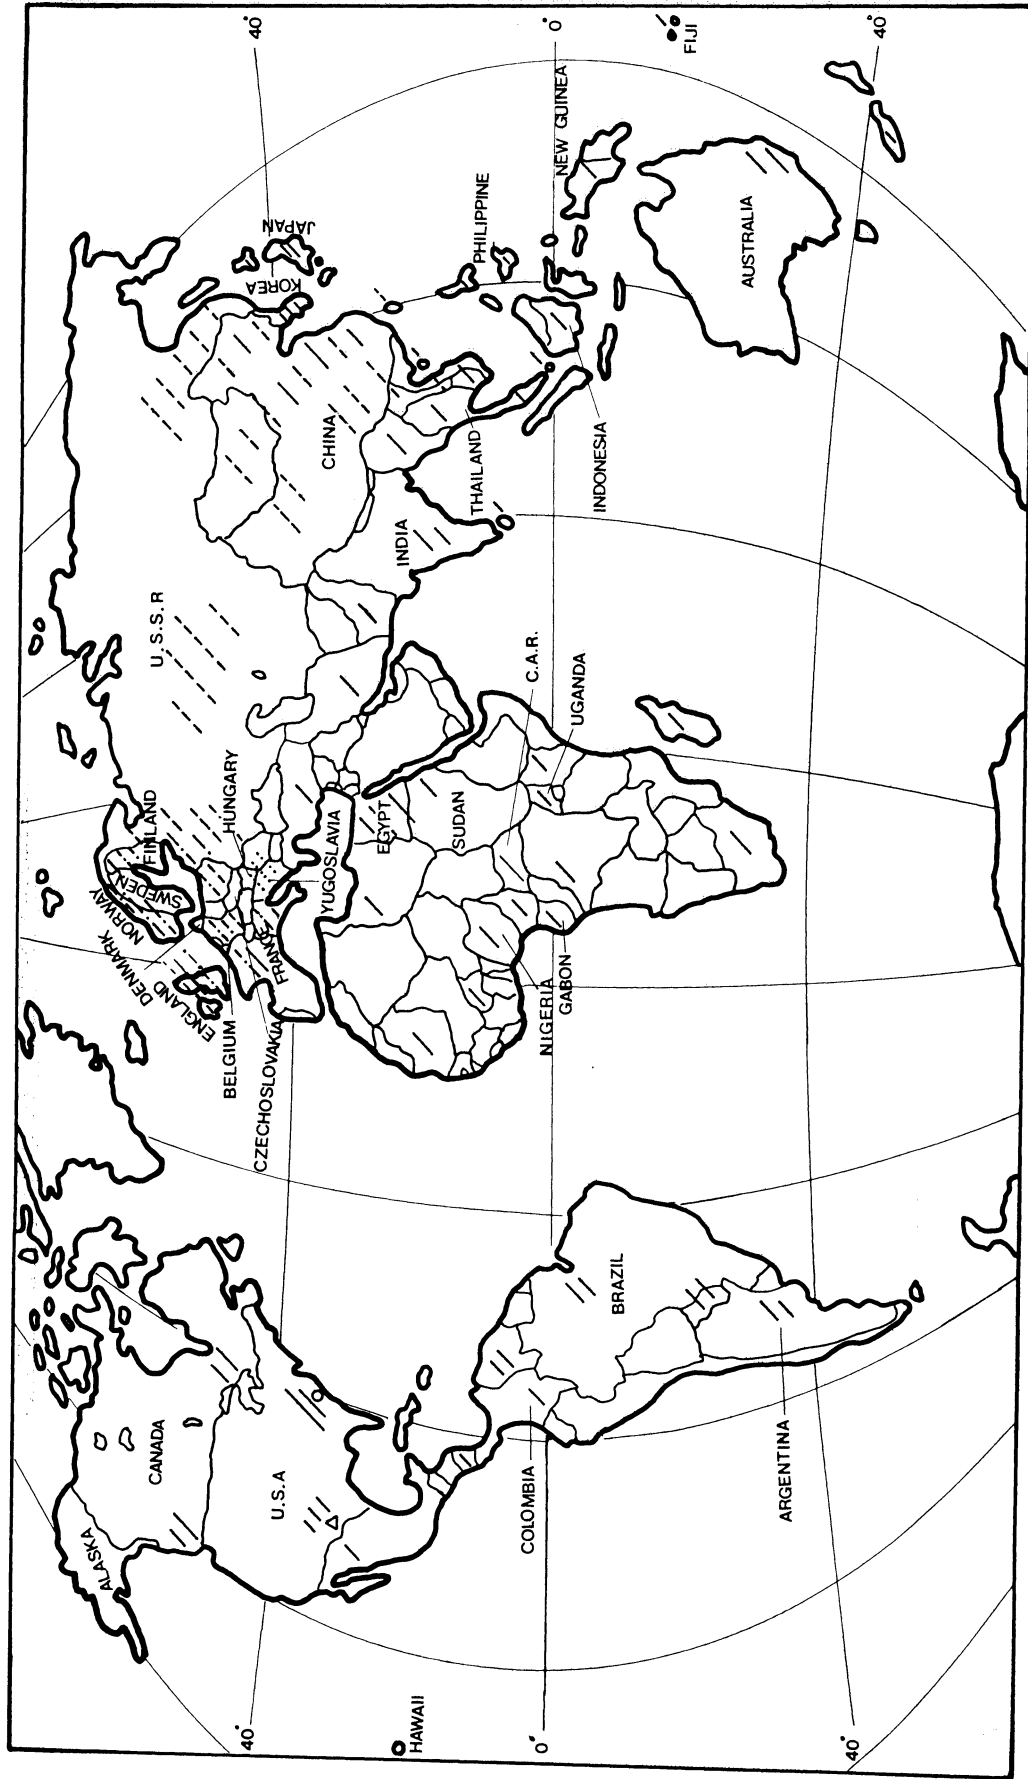 ALASKA
CANADA
U.S.A
HAWAII
COLOMBIA
BRAZIL
ARGENTINA
40°
0°
40°
NORWAY
SWEDEN
FINLAND
DENMARK
ENGLAND
BELGIUM
CZECHOSLOVAKIA
FRANCE
HUNGARY
YUGOSLAVIA
EGYPT
SUDAN
NIGERIA
GABON
C.A.R.
UGANDA
U.S.S.R
CHINA
INDIA
THAILAND
INDONESIA
KOREA
JAPAN
PHILIPPINE
NEW GUINEA
AUSTRALIA
FIJI
40°
0°
40°